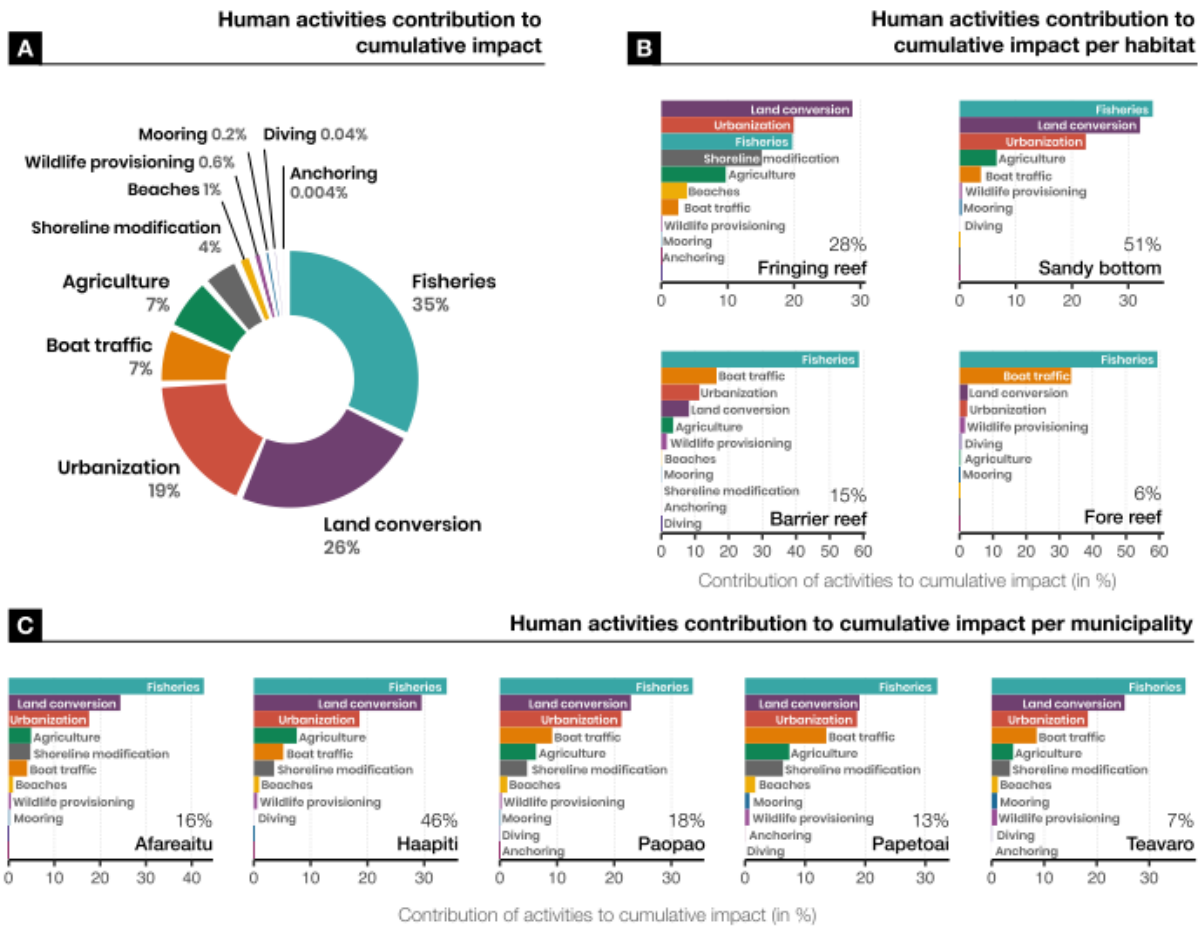 A
Human activities contribution to
cumulative impact
Mooring 0.2%
Diving 0.04%
Wildlife provisioning 0.6%
Anchoring
0.004%
Beaches 1%
Shoreline modification
4%
Agriculture
7%
Fisheries
35%
Boat traffic
7%
Urbanization
19%
Land conversion
26%
B
Human activities contribution to
cumulative impact per habitat
Land conversion
Urbanization
Fisheries
Shoreline modification
Agriculture
Beaches
Boat traffic
Wildlife provisioning
Mooring
Anchoring
28%
Fringing reef
0 10 20 30
Fisheries
Land conversion
Urbanization
Agriculture
Boat traffic
Wildlife provisioning
Mooring
Diving
51%
Sandy bottom
0 10 20 30
Fisheries
Boat traffic
Urbanization
Land conversion
Agriculture
Wildlife provisioning
Beaches
Mooring
Shoreline modification
Anchoring
Diving
15%
Barrier reef
0 10 20 30 40 50 60
Fisheries
Boat traffic
Land conversion
Urbanization
Wildlife provisioning
Diving
Agriculture
Mooring
6%
Fore reef
0 10 20 30 40 50 60
Contribution of activities to cumulative impact (in %)
C
Human activities contribution to cumulative impact per municipality
Fisheries
Land conversion
Urbanization
Agriculture
Shoreline modification
Boat traffic
Beaches
Wildlife provisioning
Mooring
16%
Afareaitu
0 10 20 30 40
Fisheries
Land conversion
Urbanization
Agriculture
Boat traffic
Shoreline modification
Beaches
Wildlife provisioning
Diving
46%
Haapiti
0 10 20 30
Fisheries
Land conversion
Urbanization
Boat traffic
Agriculture
Shoreline modification
Beaches
Wildlife provisioning
Mooring
Diving
Anchoring
18%
Paopao
0 10 20 30
Fisheries
Land conversion
Urbanization
Boat traffic
Agriculture
Shoreline modification
Beaches
Mooring
Wildlife provisioning
Anchoring
Diving
13%
Papetoai
0 10 20 30
Fisheries
Land conversion
Urbanization
Boat traffic
Agriculture
Shoreline modification
Beaches
Mooring
Wildlife provisioning
Diving
Anchoring
7%
Teavaro
0 10 20 30
Contribution of activities to cumulative impact (in %)